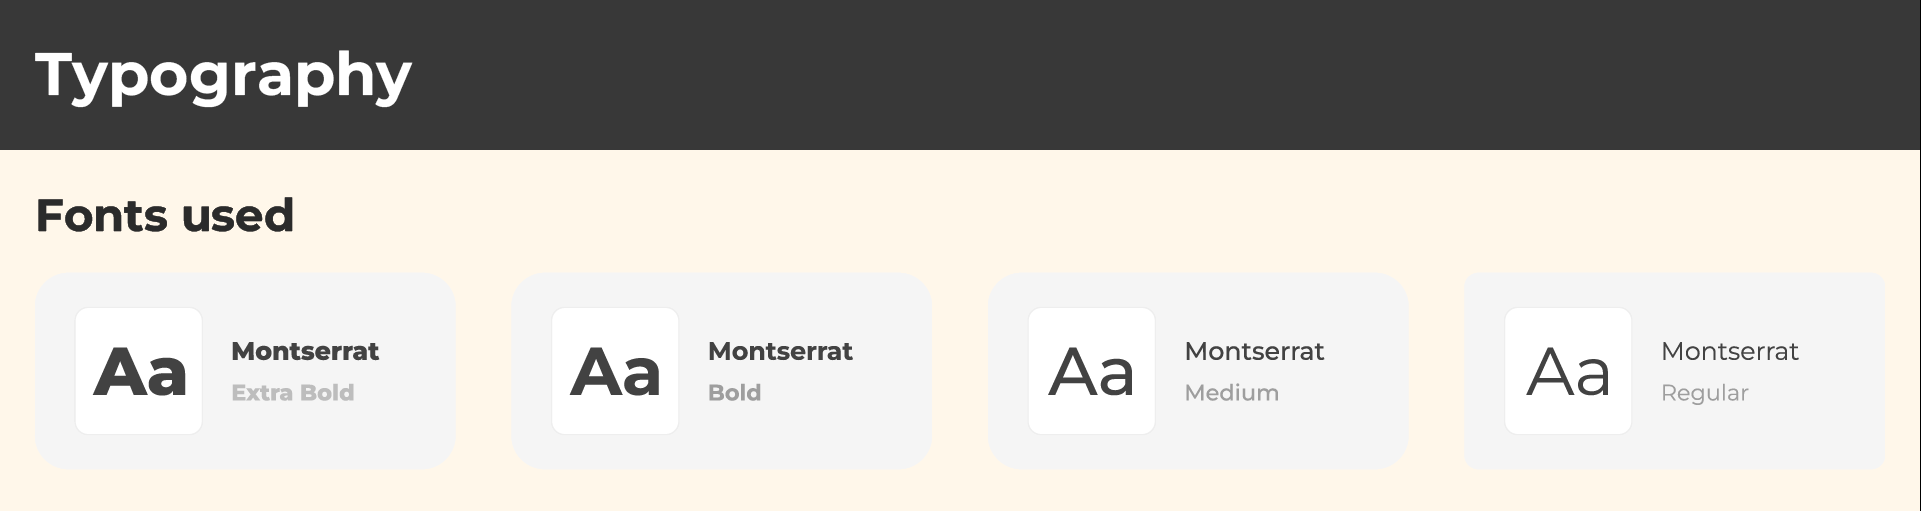 Typography
Fonts used
Aa
Montserrat
Extra Bold
Aa
Montserrat
Bold
Aa
Montserrat
Medium
Aa
Montserrat
Regular